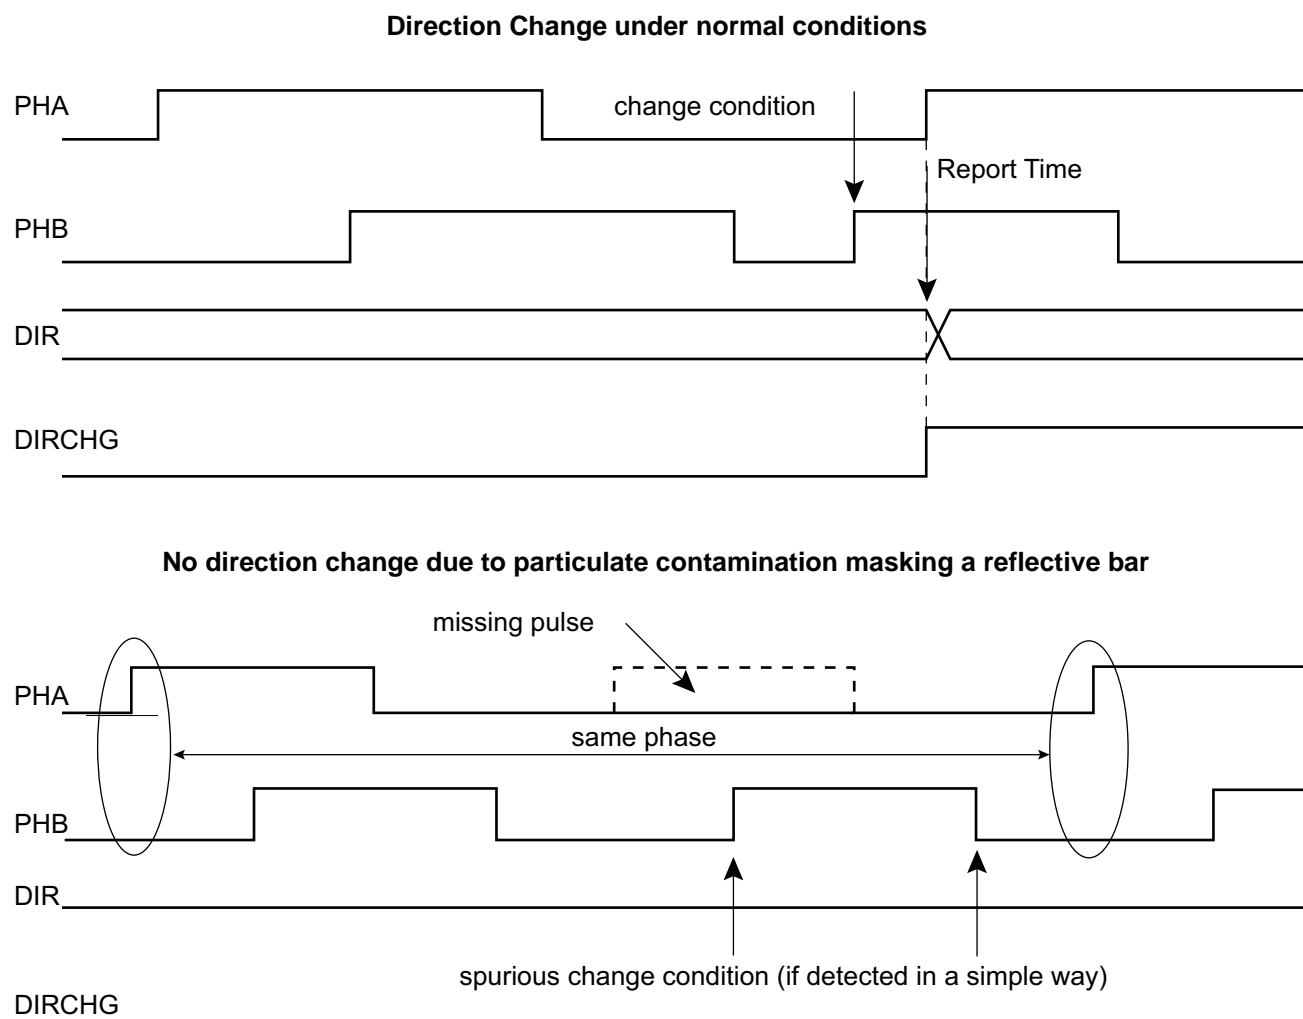 Direction Change under normal conditions
PHA
change condition
Report Time
PHB
DIR
DIRCHG
No direction change due to particulate contamination masking a reflective bar
missing pulse
PHA
same phase
PHB
DIR
spurious change condition (if detected in a simple way)
DIRCHG